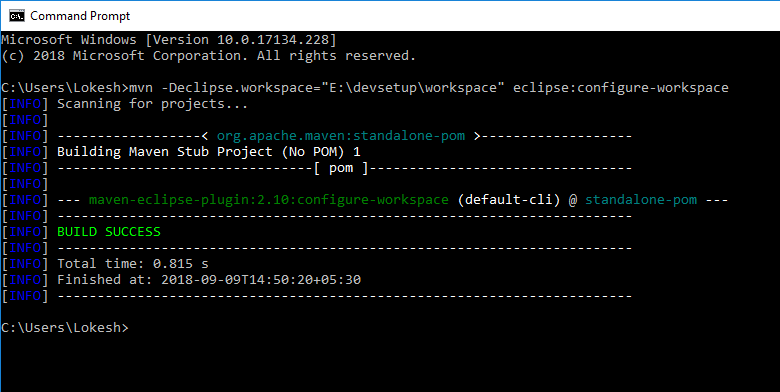 Command Prompt
Microsoft Windows [Version 10.0.17134.228]
(c) 2018 Microsoft Corporation. All rights reserved.
C:\Users\Lokesh>mvn -Declipse.workspace="E:\devsetup\workspace" eclipse:configure-workspace
[INFO] Scanning for projects...
[INFO]
[INFO] ------------------< org.apache.maven:standalone-pom >-------------------
[INFO] Building Maven Stub Project (No POM) 1
[INFO] --------------------------------[ pom ]---------------------------------
[INFO]
[INFO] --- maven-eclipse-plugin:2.10:configure-workspace (default-cli) @ standalone-pom ---
[INFO] ------------------------------------------------------------------------
[INFO] BUILD SUCCESS
[INFO] ------------------------------------------------------------------------
[INFO] Total time: 0.815 s
[INFO] Finished at: 2018-09-09T14:50:20+05:30
[INFO] ------------------------------------------------------------------------
C:\Users\Lokesh>